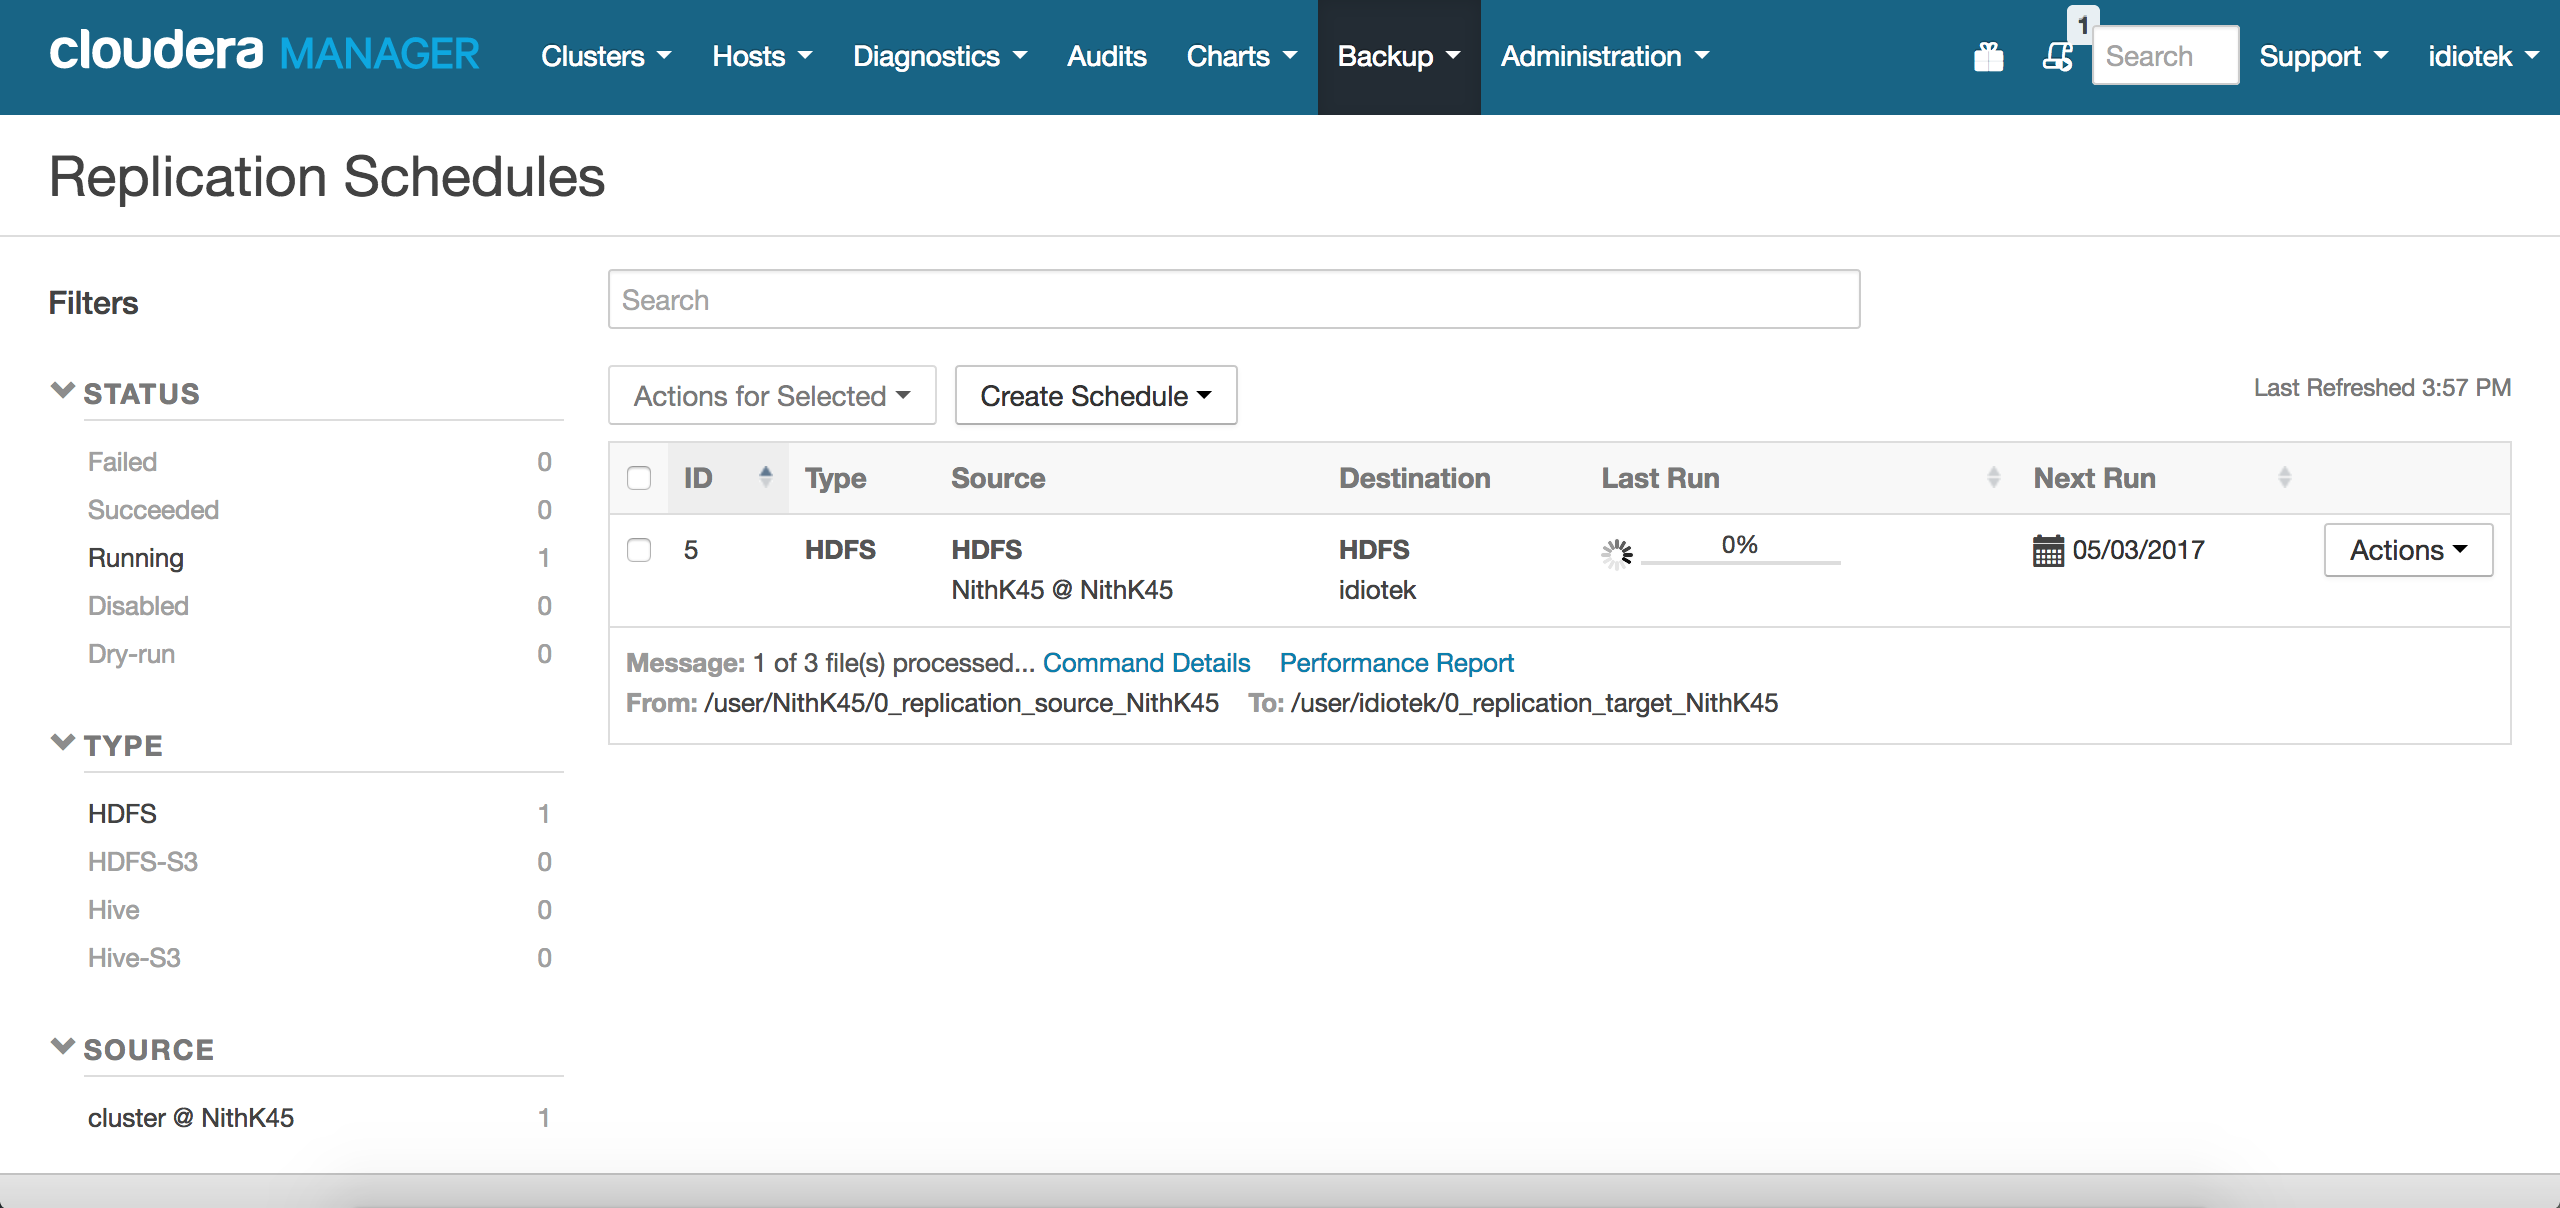 cloudera MANAGER Clusters Hosts Diagnostics Audits Charts Backup Administration 1 Search Support idiotek
Replication Schedules
Filters
Search
STATUS
Failed 0
Succeeded 0
Running 1
Disabled 0
Dry-run 0
TYPE
HDFS 1
HDFS-S3 0
Hive 0
Hive-S3 0
SOURCE
cluster @ NithK45 1
Actions for Selected Create Schedule Last Refreshed 3:57 PM
ID Type Source Destination Last Run Next Run
5 HDFS HDFS HDFS 0% 05/03/2017 Actions
NithK45 @ NithK45 idiotek
Message: 1 of 3 file(s) processed... Command Details Performance Report
From: /user/NithK45/0_replication_source_NithK45 To: /user/idiotek/0_replication_target_NithK45